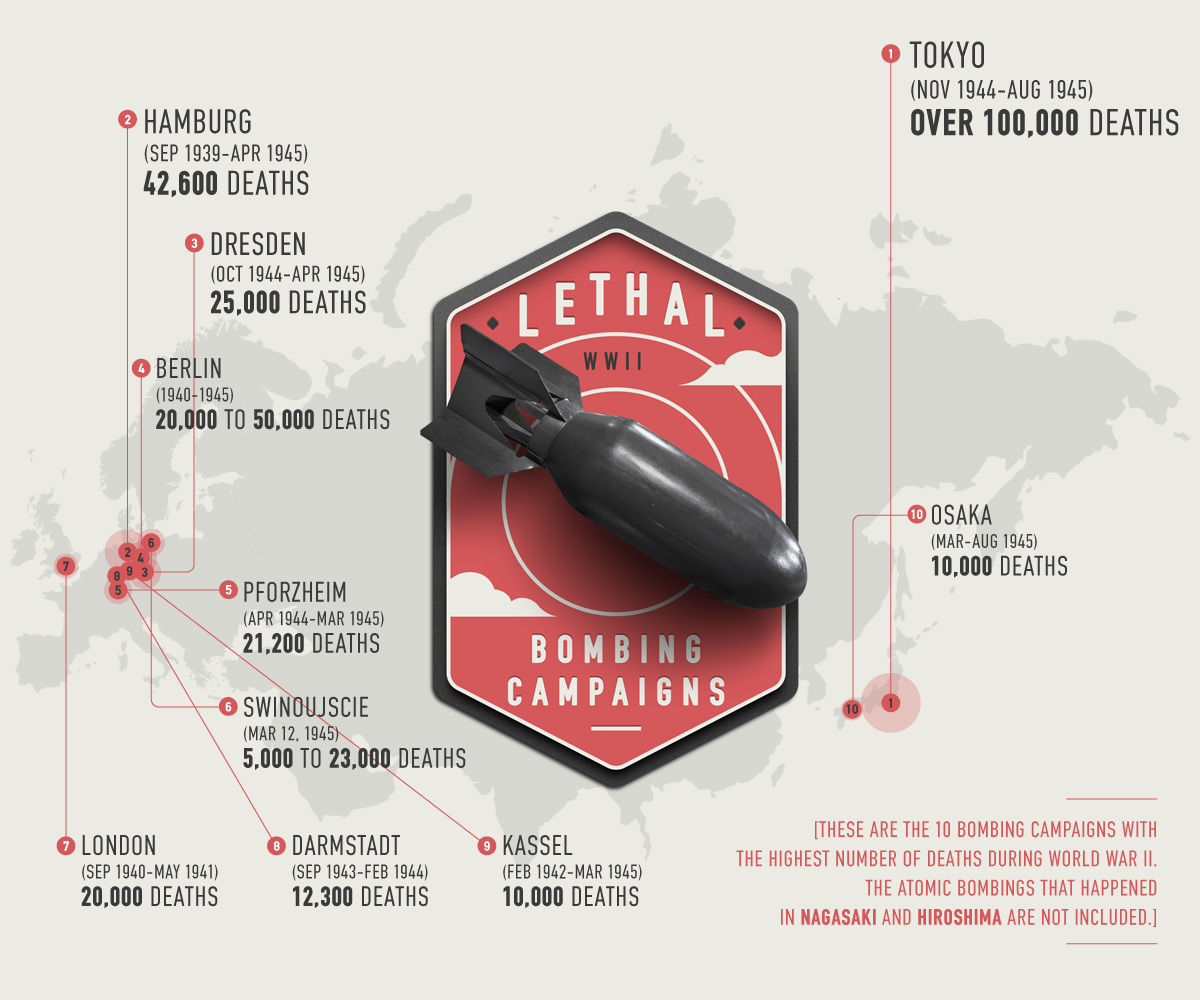 1
TOKYO
(NOV 1944-AUG 1945)
OVER 100,000 DEATHS
2
HAMBURG
(SEP 1939-APR 1945)
42,600 DEATHS
3
DRESDEN
(OCT 1944-APR 1945)
25,000 DEATHS
4
BERLIN
(1940-1945)
20,000 TO 50,000 DEATHS
LETHAL
WWII
BOMBING
CAMPAIGNS
10
OSAKA
(MAR-AUG 1945)
10,000 DEATHS
2
6
4
7
9
3
8
5
5
PFORZHEIM
(APR 1944-MAR 1945)
21,200 DEATHS
6
SWINOUJSCIE
(MAR 12, 1945)
5,000 TO 23,000 DEATHS
10
1
7
LONDON
(SEP 1940-MAY 1941)
20,000 DEATHS
8
DARMSTADT
(SEP 1943-FEB 1944)
12,300 DEATHS
9
KASSEL
(FEB 1942-MAR 1945)
10,000 DEATHS
[THESE ARE THE 10 BOMBING CAMPAIGNS WITH
THE HIGHEST NUMBER OF DEATHS DURING WORLD WAR II.
THE ATOMIC BOMBINGS THAT HAPPENED
IN NAGASAKI AND HIROSHIMA ARE NOT INCLUDED.]